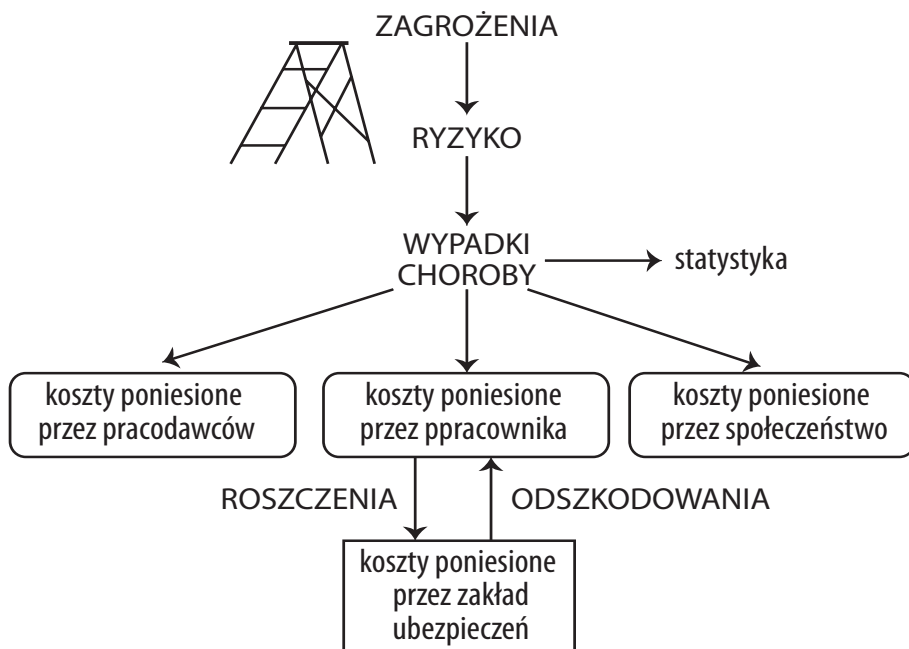 ZAGROŻENIA
RYZYKO
WYPADKI
CHOROBY
statystyka
koszty poniesione
przez pracodawców
koszty poniesione
przez ppracownika
koszty poniesione
przez społeczeństwo
ROSZCZENIA
ODSZKODOWANIA
koszty poniesione
przez zakład
ubezpieczeń